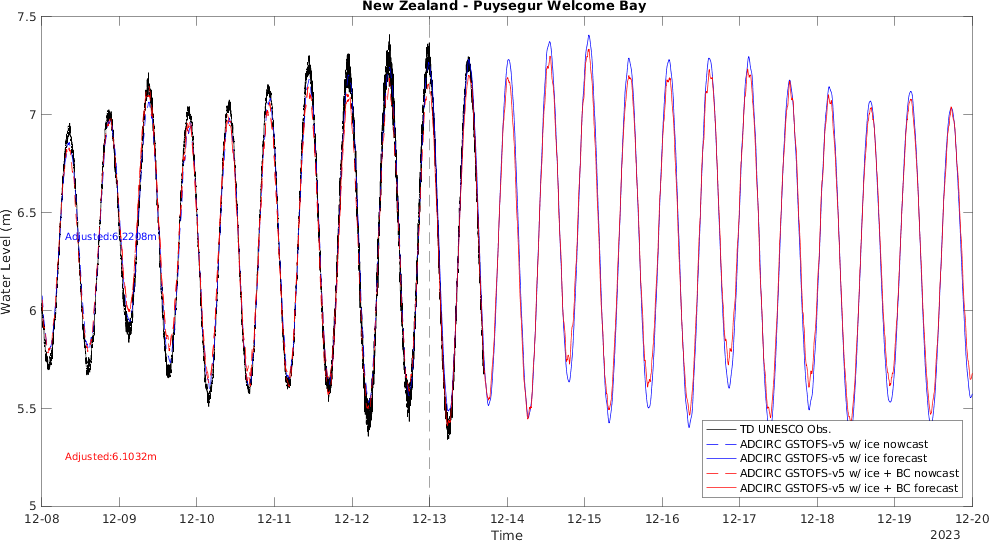 New Zealand - Puysegur Welcome Bay
7.5
7
6.5
6
5.5
5
Water Level (m)
Adjusted:6.2208m
Adjusted:6.1032m
TD UNESCO Obs.
ADCIRC GSTOFS-v5 w/ ice nowcast
ADCIRC GSTOFS-v5 w/ ice forecast
ADCIRC GSTOFS-v5 w/ ice + BC nowcast
ADCIRC GSTOFS-v5 w/ ice + BC forecast
12-08 12-09 12-10 12-11 12-12 12-13 12-14 12-15 12-16 12-17 12-18 12-19 12-20
Time
2023